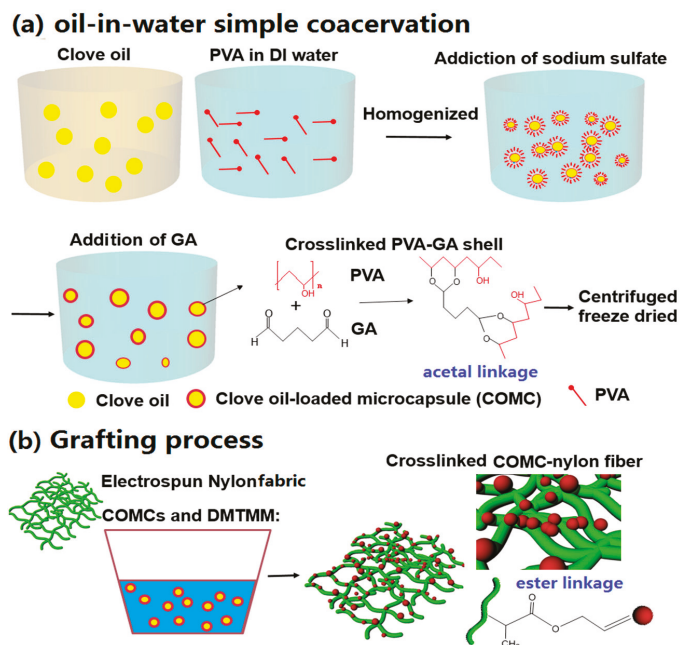 (a) oil-in-water simple coacervation
Clove oil
PVA in DI water
Addiction of sodium sulfate
Homogenized
Addition of GA
Crosslinked PVA-GA shell
n
OH
PVA
+
O
O
H
H
GA
OH
O
O
OH
O
O
acetal linkage
Centrifuged
freeze dried
Clove oil
Clove oil-loaded microcapsule (COMC)
PVA
(b) Grafting process
Electrospun Nylonfabric
COMCs and DMTMM:
Crosslinked COMC-nylon fiber
ester linkage
O
O
CH₃